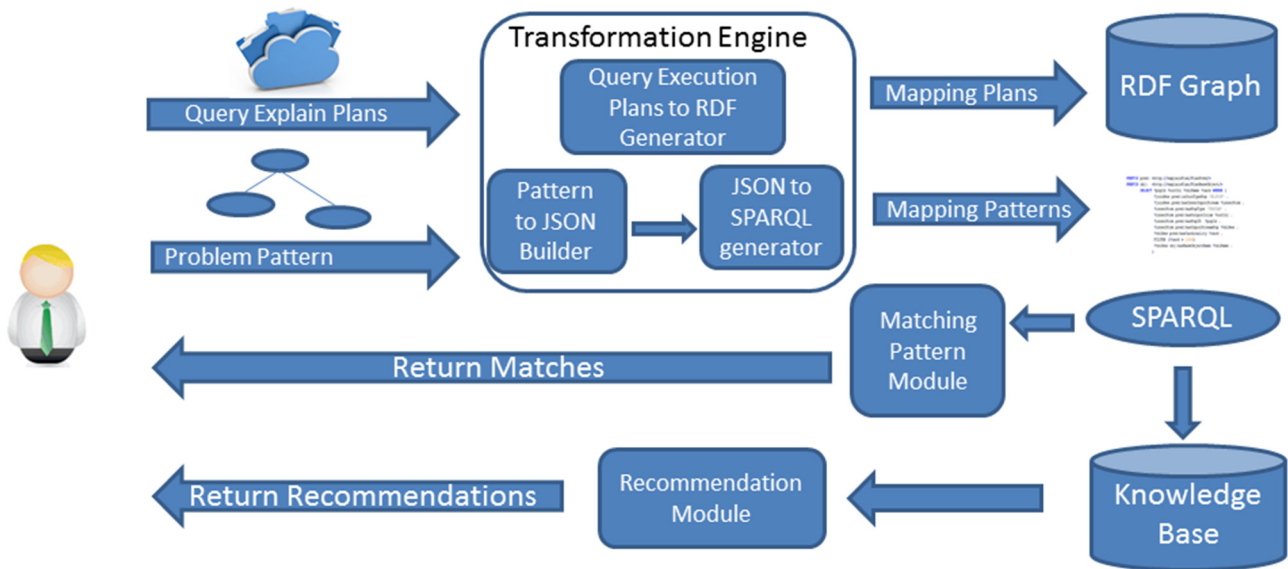 Transformation Engine
Query Explain Plans
Query Execution
Plans to RDF
Generator
Mapping Plans
RDF Graph
Problem Pattern
Pattern
to JSON
Builder
JSON to
SPARQL
generator
Mapping Patterns
SPARQL
Matching
Pattern
Module
Return Matches
Knowledge
Base
Recommendation
Module
Return Recommendations